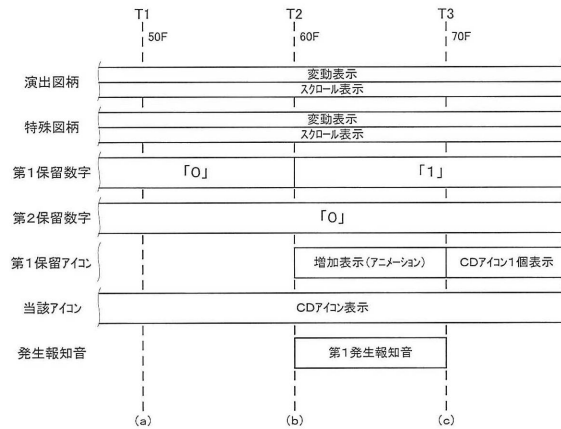 T1 T2 T3
50F 60F 70F
演出図柄 変動表示
スクロール表示
特殊図柄 変動表示
スクロール表示
第1保留数字 「0」 「1」
第2保留数字 「0」
第1保留アイコン 増加表示(アニメーション) CDアイコン1個表示
当該アイコン CDアイコン表示
発生報知音 第1発生報知音
(a) (b) (c)